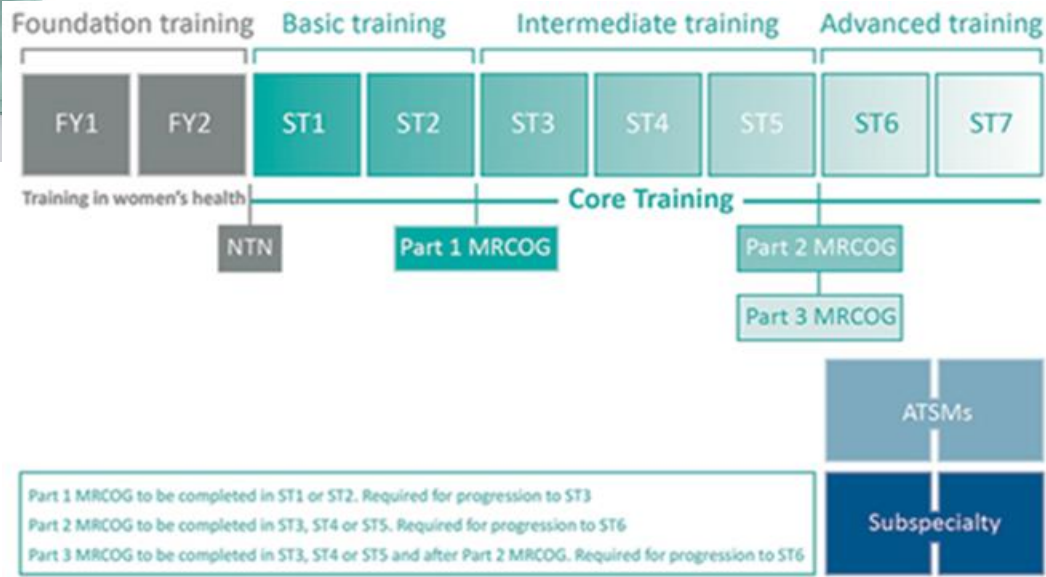 Foundation training Basic training Intermediate training Advanced training
FY1 FY2 ST1 ST2 ST3 ST4 ST5 ST6 ST7
Training in women's health Core Training
NTN Part 1 MRCOG Part 2 MRCOG
Part 3 MRCOG
ATSMs
Part 1 MRCOG to be completed in ST1 or ST2. Required for progression to ST3
Part 2 MRCOG to be completed in ST3, ST4 or ST5. Required for progression to ST6
Part 3 MRCOG to be completed in ST3, ST4 or ST5 and after Part 2 MRCOG. Required for progression to ST6
Subspecialty